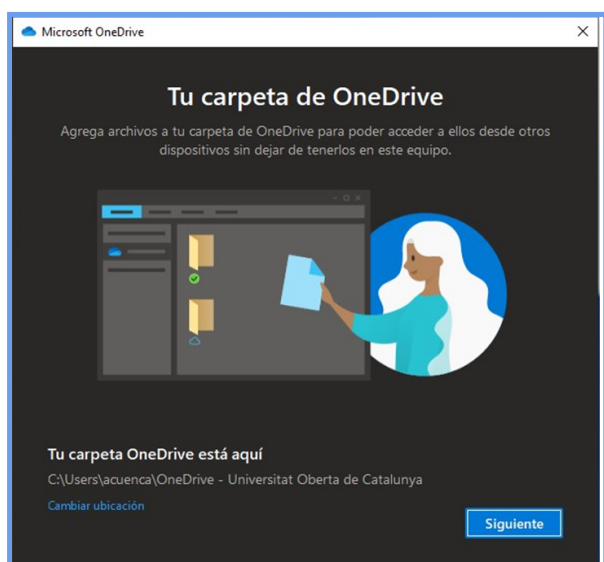 Microsoft OneDrive
Tu carpeta de OneDrive
Agrega archivos a tu carpeta de OneDrive para poder acceder a ellos desde otros
dispositivos sin dejar de tenerlos en este equipo.
Tu carpeta OneDrive está aquí
C:\Users\acuenca\OneDrive - Universitat Oberta de Catalunya
Cambiar ubicación
Siguiente